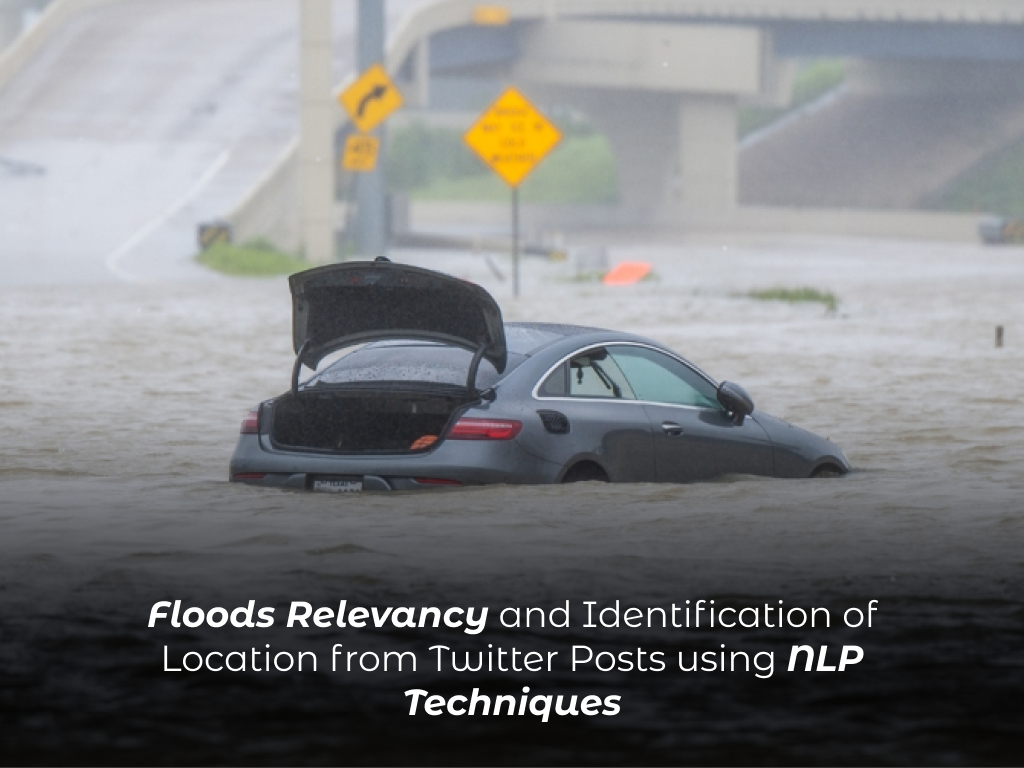 Floods Relevancy and Identification of
Location from Twitter Posts using NLP
Techniques